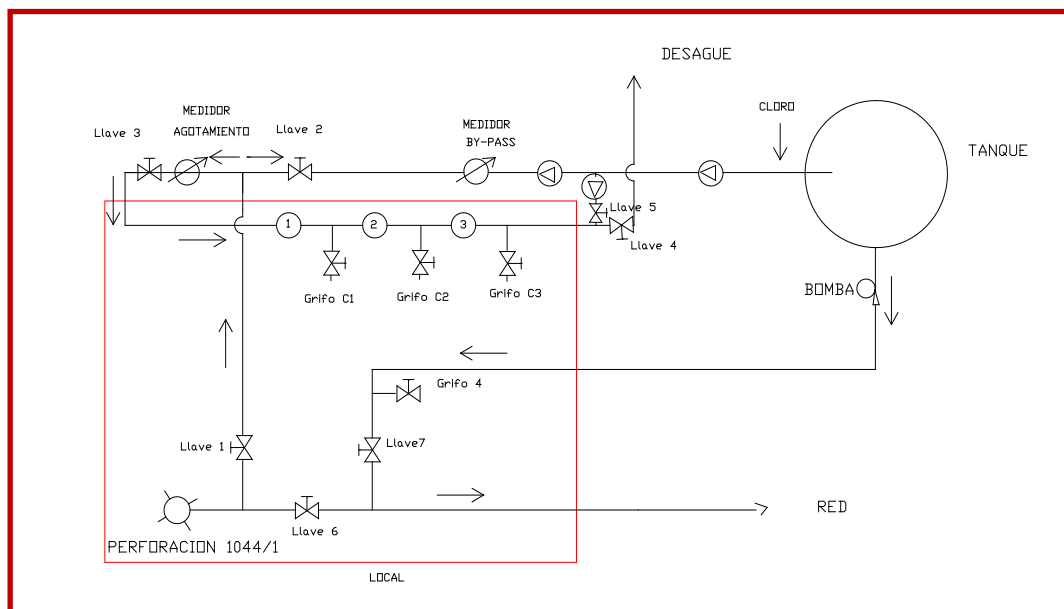 DESAGUE
CLORO
MEDIDOR
AGOTAMIENTO
MEDIDOR
BY-PASS
Llave 3
Llave 2
TANQUE
Llave 5
1
2
3
Llave 4
Grifo C1
Grifo C2
Grifo C3
BOMBA
Grifo 4
Llave 1
Llave7
RED
Llave 6
PERFORACION 1044/1
LOCAL